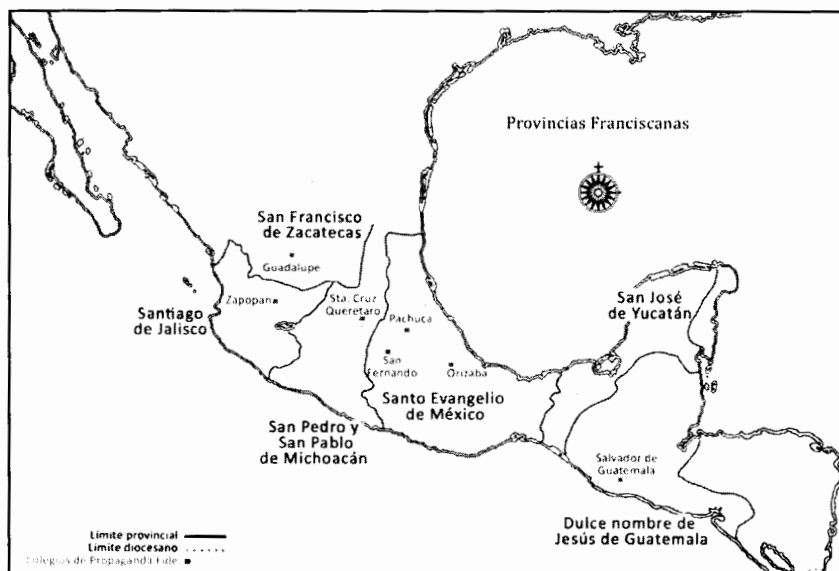 Provincias Franciscanas
San Francisco
de Zacatecas
Guadalupe
Zapopan
Sta. Cruz
Queretaro
Pachuca
Santiago
de Jalisco
San
Fernando
Orizaba
San José
de Yucatán
Santo Evangelio
de México
San Pedro y
San Pablo
de Michoacán
Salvador de
Guatemala
Dulce nombre de
Jesús de Guatemala
Límite provincial
Límite diocesano
Colegios de Propaganda Fide